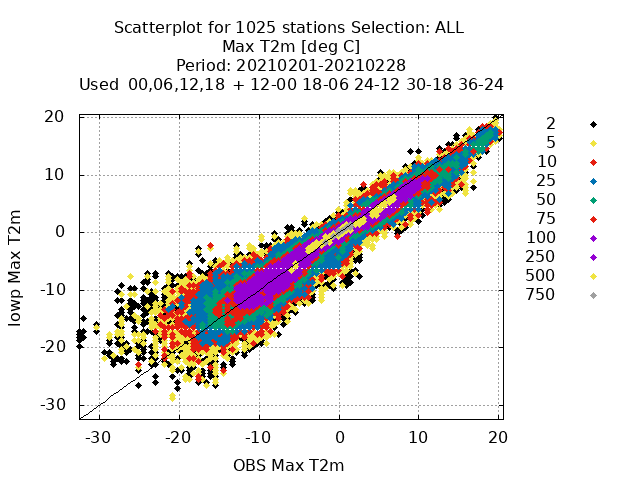 Scatterplot for 1025 stations Selection: ALL
Max T2m [deg C]
Period: 20210201-20210228
Used 00,06,12,18 + 12-00 18-06 24-12 30-18 36-24
20
10
0
-10
-20
-30
-30 -20 -10 0 10 20
Iowp Max T2m
OBS Max T2m
2
5
10
25
50
75
100
250
500
750